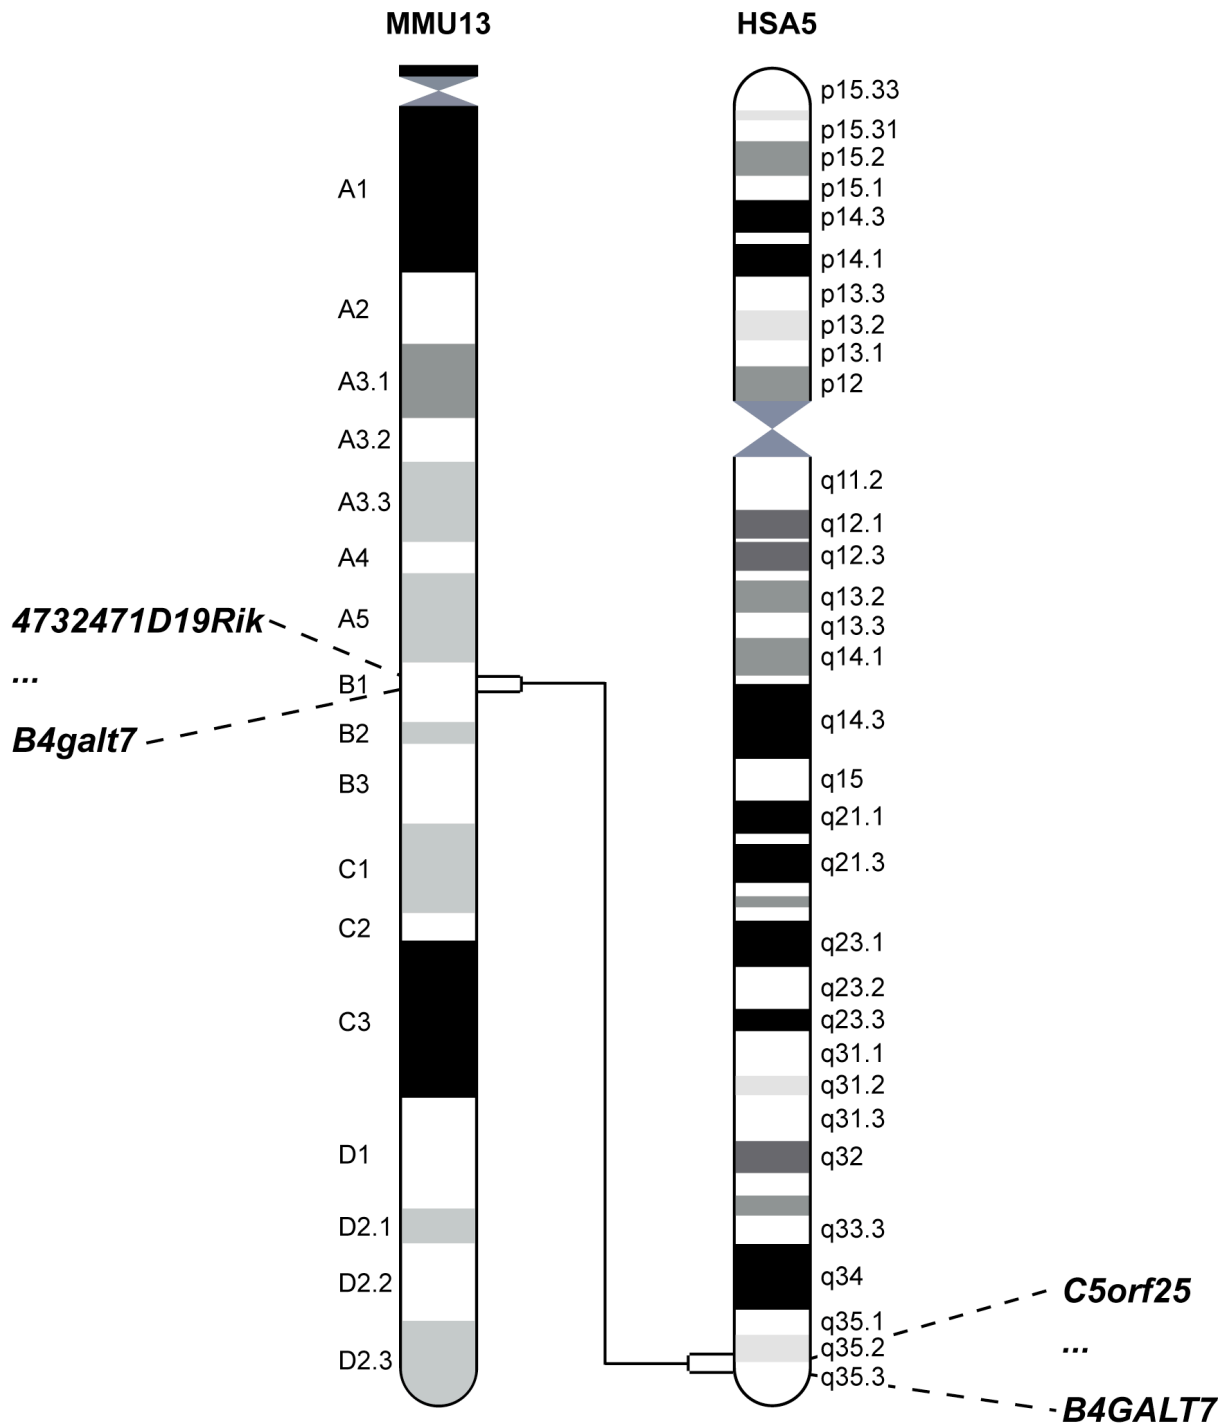 MMU13
HSA5
A1
A2
A3.1
A3.2
A3.3
A4
A5
B1
B2
B3
C1
C2
C3
D1
D2.1
D2.2
D2.3
4732471D19Rik
...
B4galt7
p15.33
p15.31
p15.2
p15.1
p14.3
p14.1
p13.3
p13.2
p13.1
p12
q11.2
q12.1
q12.3
q13.2
q13.3
q14.1
q14.3
q15
q21.1
q21.3
q23.1
q23.2
q23.3
q31.1
q31.2
q31.3
q32
q33.3
q34
q35.1
q35.2
q35.3
C5orf25
...
B4GALT7